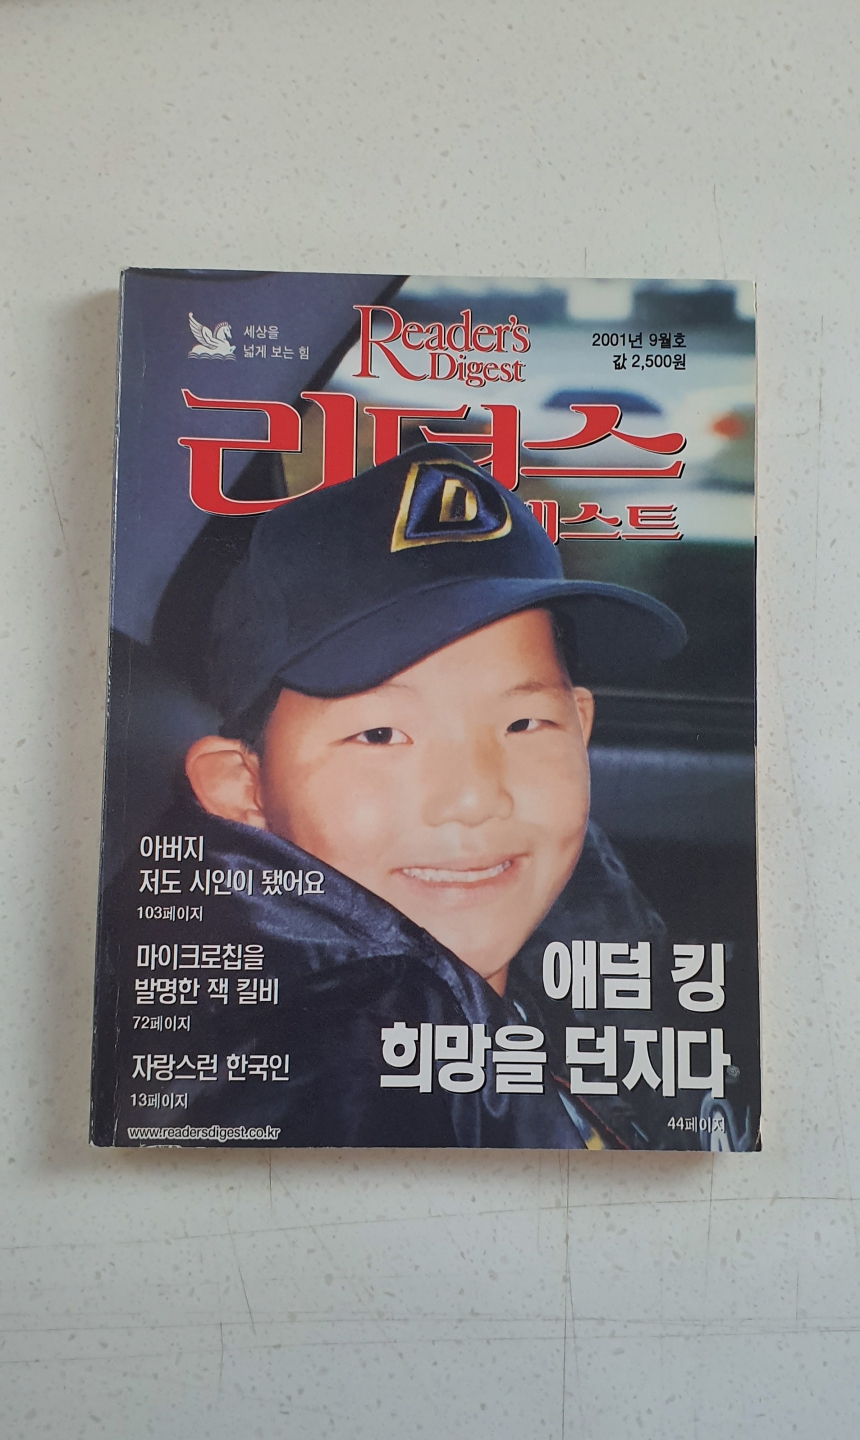 세상을
넓게 보는 힘
Reader's
Digest
2001년 9월호
값 2,500원
리더스
스트
D
아버지
저도 시인이 됐어요
103페이지
마이크로칩을
발명한 잭 킬비
72페이지
자랑스런 한국인
13페이지
www.readersdigest.co.kr
애덤 킹
희망을 던지다
44페이지